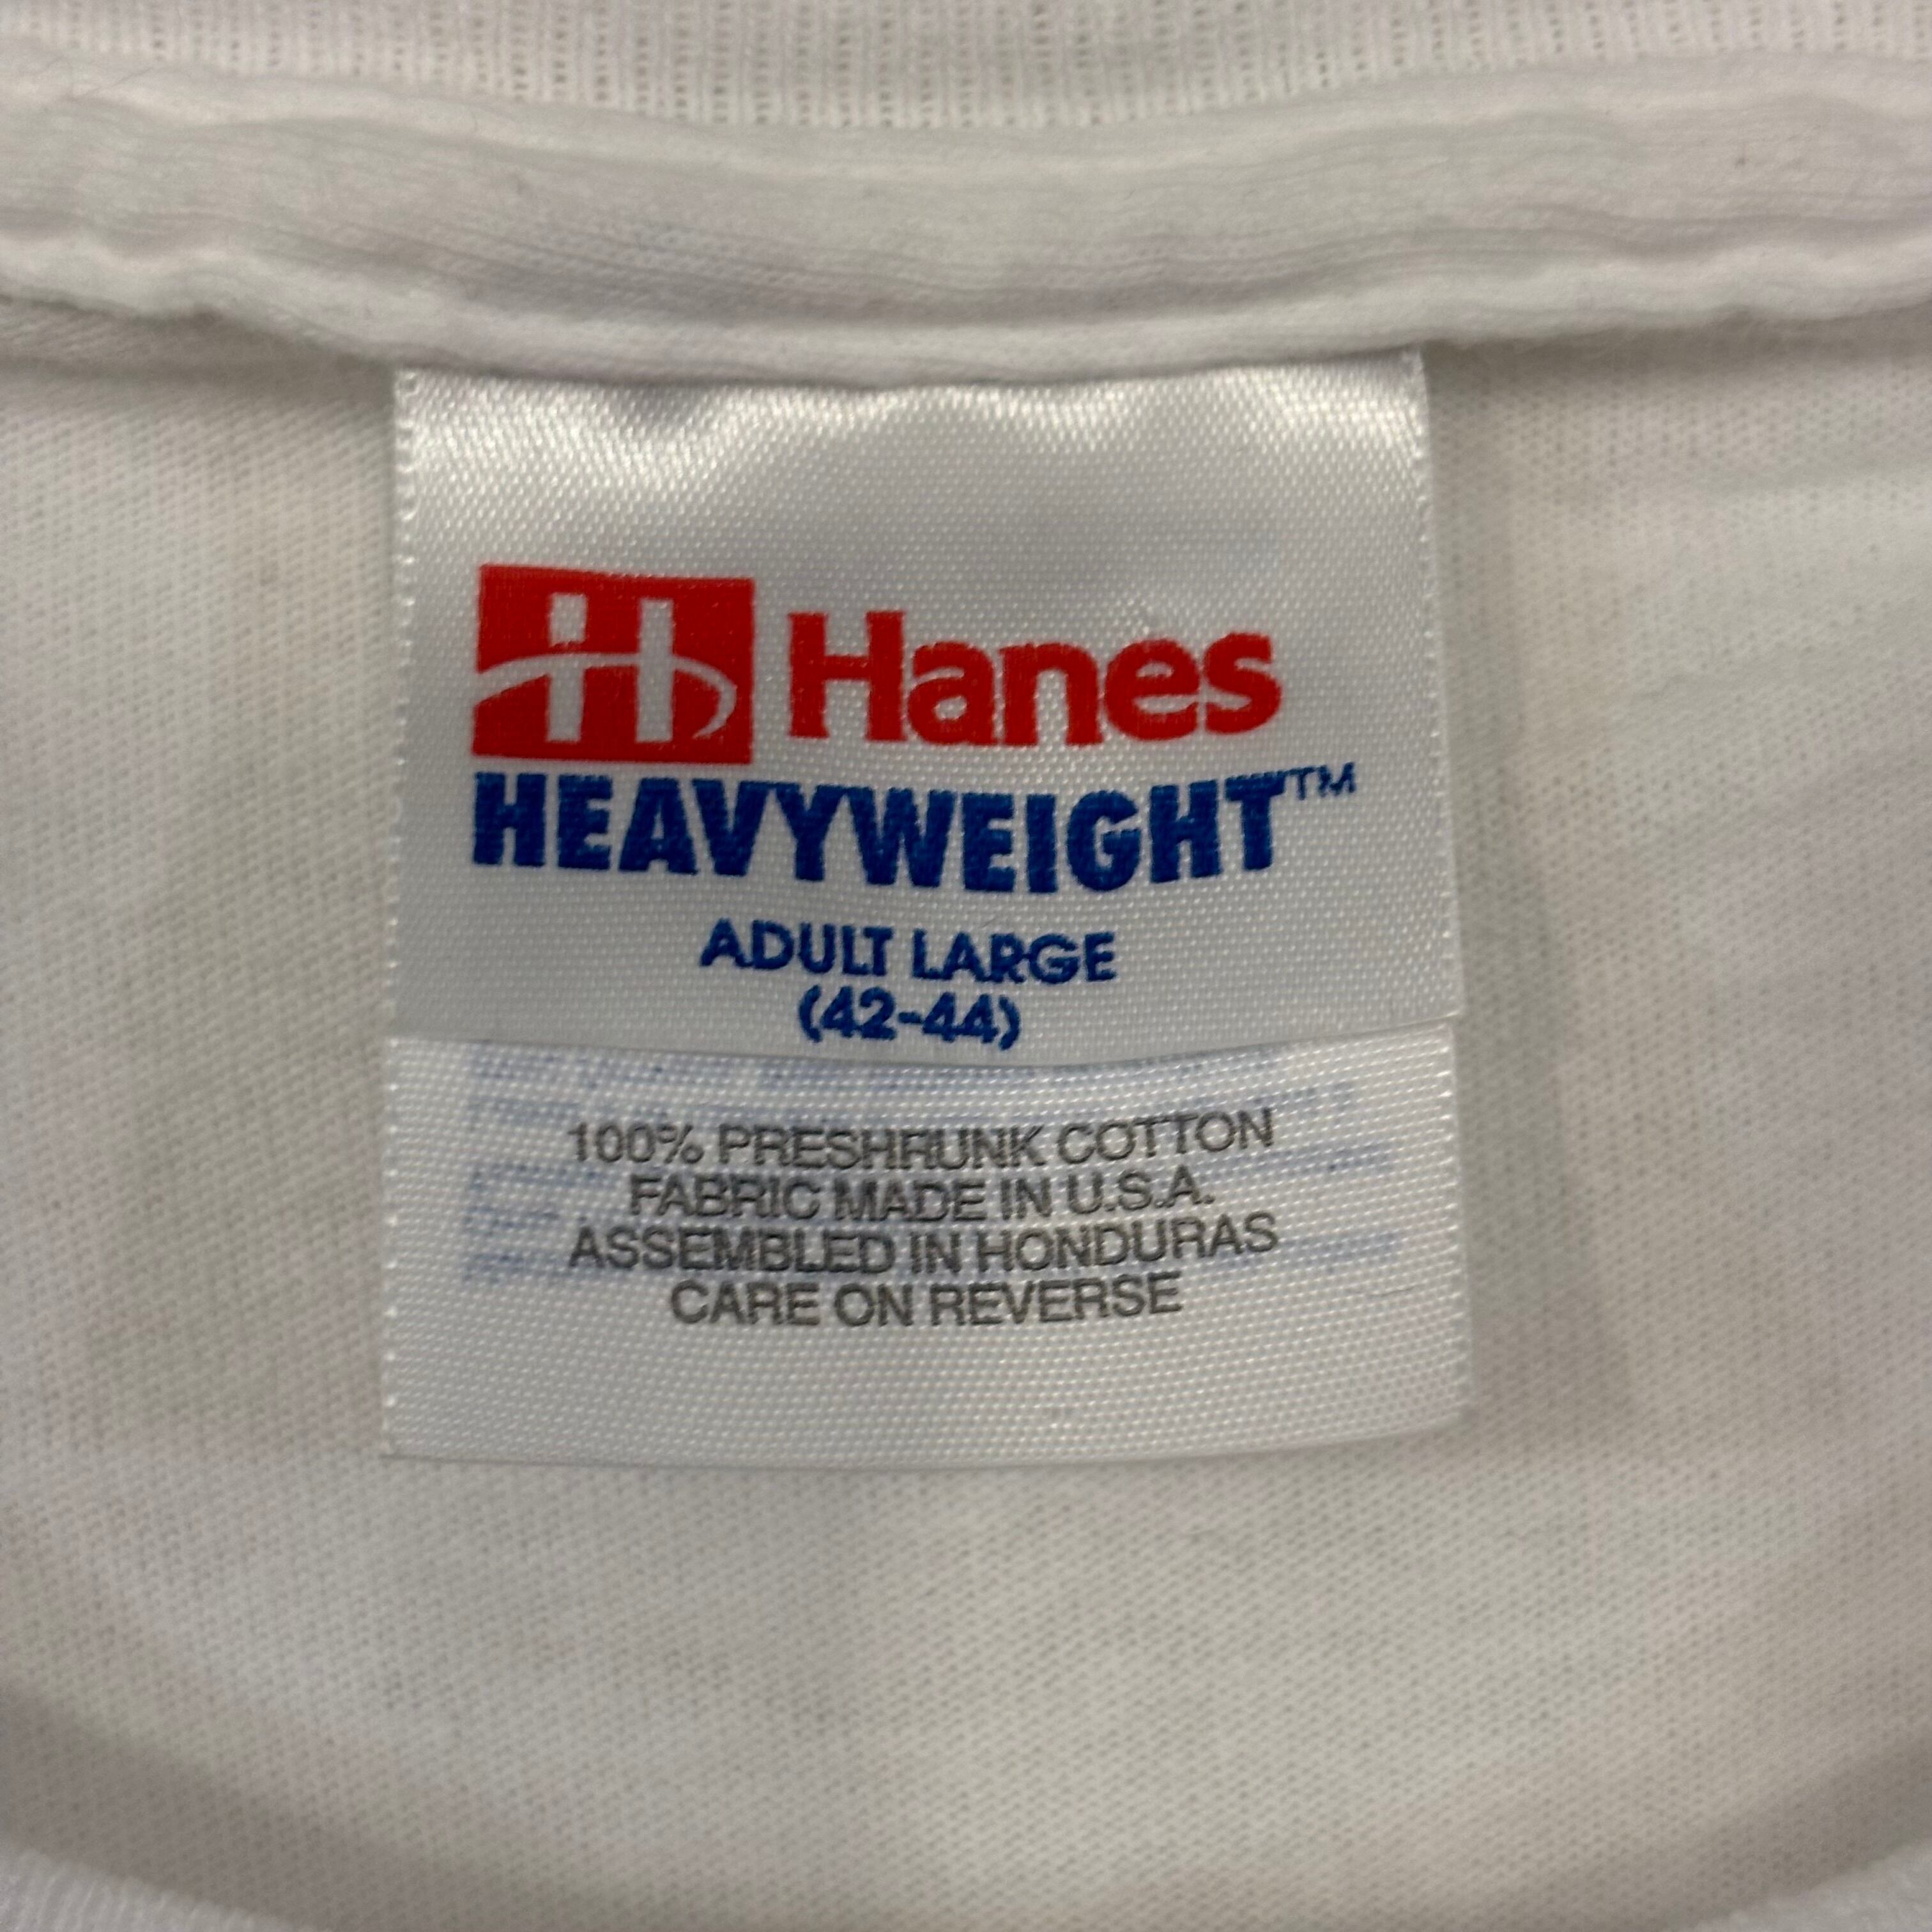 H Hanes
HEAVYWEIGHT™
ADULT LARGE
(42-44)
100% PRESHRUNK COTTON
FABRIC MADE IN U.S.A.
ASSEMBLED IN HONDURAS
CARE ON REVERSE